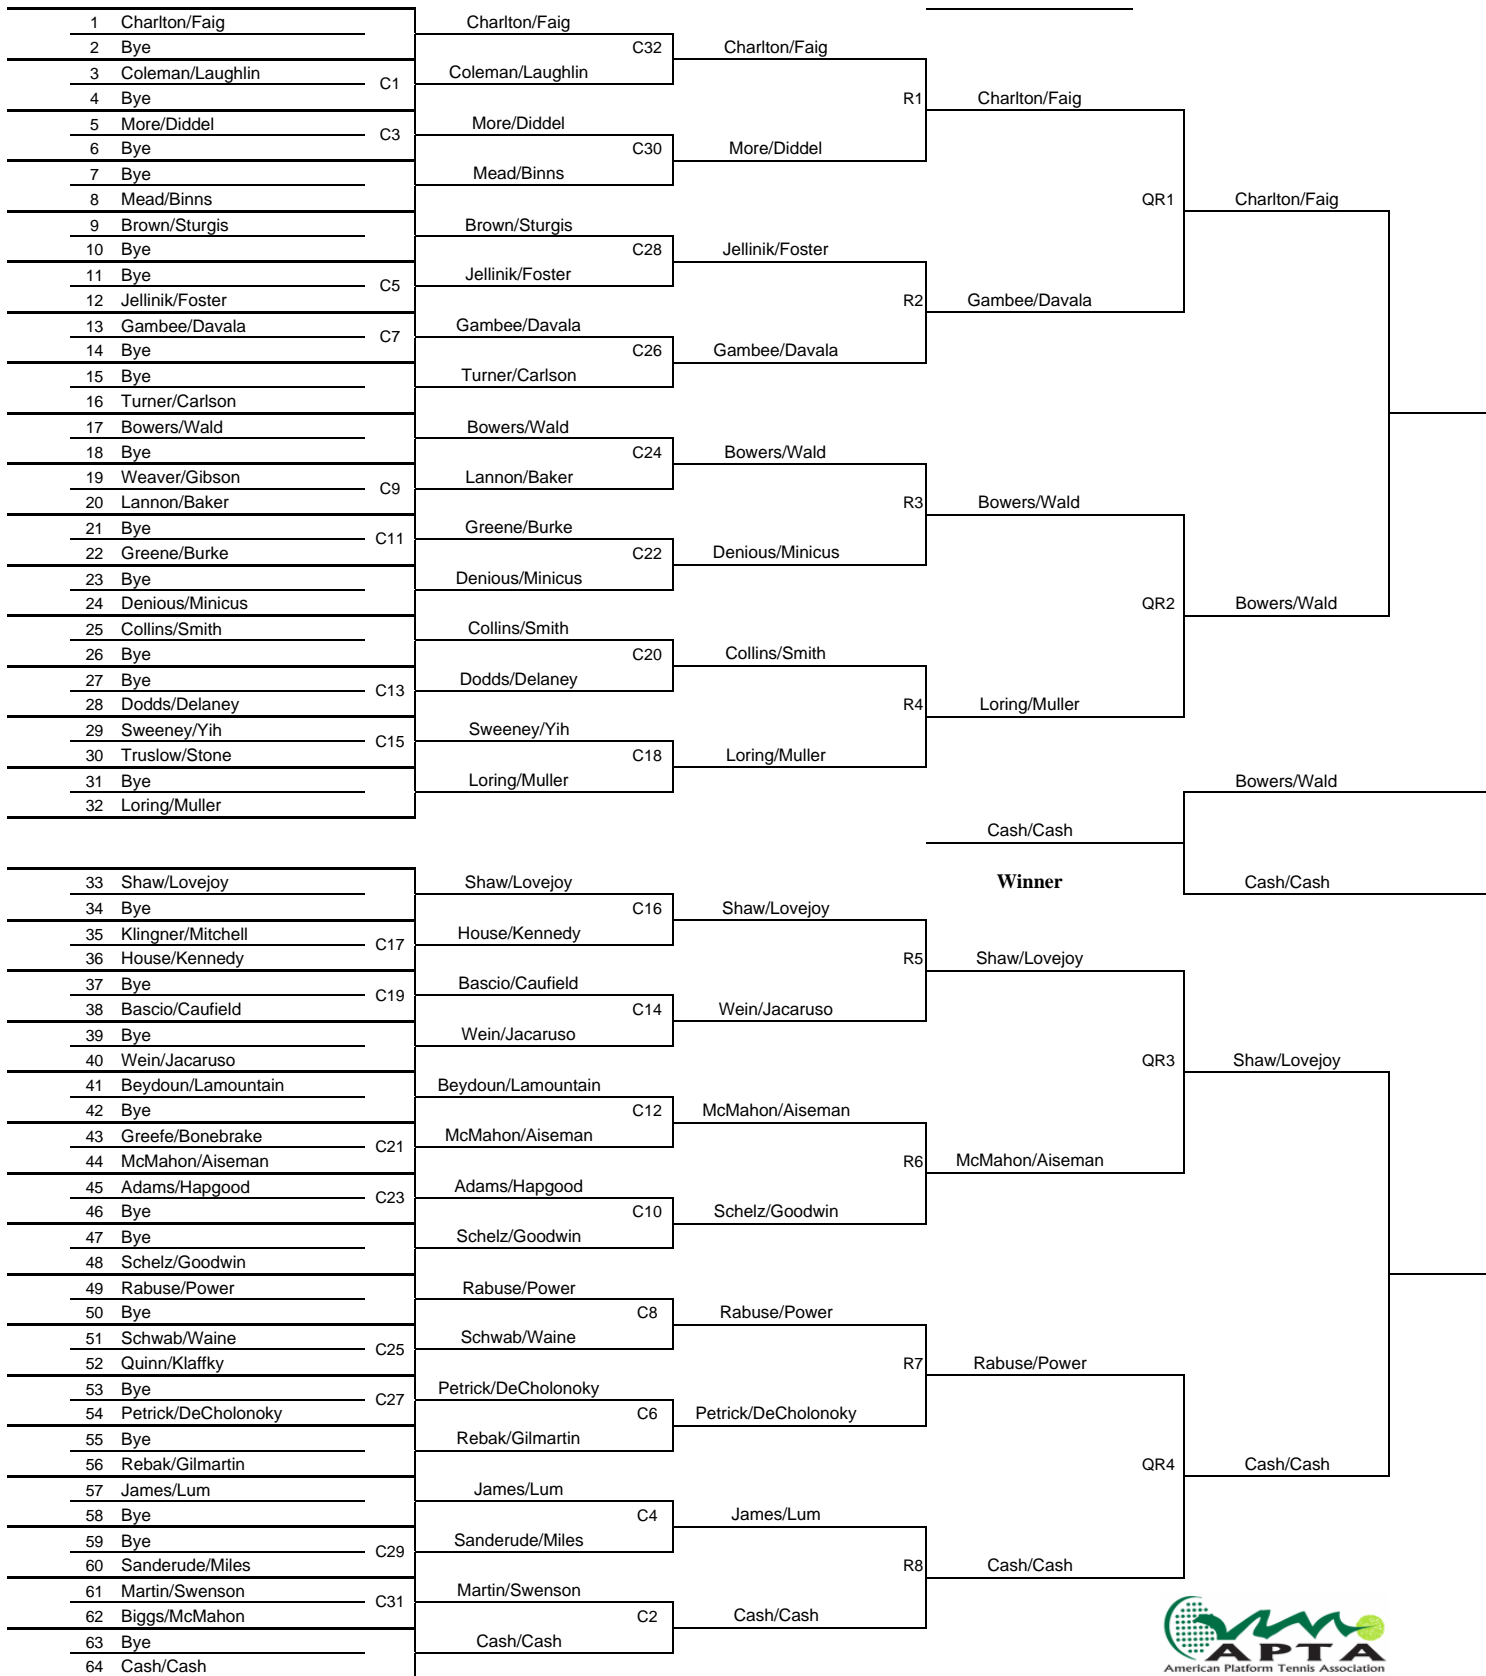 1 Charlton/Faig
2 Bye
3 Coleman/Laughlin
4 Bye
5 More/Diddel
6 Bye
7 Bye
8 Mead/Binns
9 Brown/Sturgis
10 Bye
11 Bye
12 Jellinik/Foster
13 Gambee/Davala
14 Bye
15 Bye
16 Turner/Carlson
17 Bowers/Wald
18 Bye
19 Weaver/Gibson
20 Lannon/Baker
21 Bye
22 Greene/Burke
23 Bye
24 Denious/Minicus
25 Collins/Smith
26 Bye
27 Bye
28 Dodds/Delaney
29 Sweeney/Yih
30 Truslow/Stone
31 Bye
32 Loring/Muller
C1
C3
C5
C7
C9
C11
C13
C15
Charlton/Faig
Coleman/Laughlin
More/Diddel
Mead/Binns
Brown/Sturgis
Jellinik/Foster
Gambee/Davala
Turner/Carlson
Bowers/Wald
Lannon/Baker
Greene/Burke
Denious/Minicus
Collins/Smith
Dodds/Delaney
Sweeney/Yih
Loring/Muller
C32
C30
C28
C26
C24
C22
C20
C18
Charlton/Faig
More/Diddel
Jellinik/Foster
Gambee/Davala
Bowers/Wald
Denious/Minicus
Collins/Smith
Loring/Muller
R1
R2
R3
R4
Charlton/Faig
Gambee/Davala
Bowers/Wald
Loring/Muller
QR1
QR2
Charlton/Faig
Bowers/Wald
Bowers/Wald
Cash/Cash
Winner
Cash/Cash
33 Shaw/Lovejoy
34 Bye
35 Klingner/Mitchell
36 House/Kennedy
37 Bye
38 Bascio/Caufield
39 Bye
40 Wein/Jacaruso
41 Beydoun/Lamountain
42 Bye
43 Greefe/Bonebrake
44 McMahon/Aiseman
45 Adams/Hapgood
46 Bye
47 Bye
48 Schelz/Goodwin
49 Rabuse/Power
50 Bye
51 Schwab/Waine
52 Quinn/Klaffky
53 Bye
54 Petrick/DeCholonoky
55 Bye
56 Rebak/Gilmartin
57 James/Lum
58 Bye
59 Bye
60 Sanderude/Miles
61 Martin/Swenson
62 Biggs/McMahon
63 Bye
64 Cash/Cash
C17
C19
C21
C23
C25
C27
C29
C31
Shaw/Lovejoy
House/Kennedy
Bascio/Caufield
Wein/Jacaruso
Beydoun/Lamountain
McMahon/Aiseman
Adams/Hapgood
Schelz/Goodwin
Rabuse/Power
Schwab/Waine
Petrick/DeCholonoky
Rebak/Gilmartin
James/Lum
Sanderude/Miles
Martin/Swenson
Cash/Cash
C16
C14
C12
C10
C8
C6
C4
C2
Shaw/Lovejoy
Wein/Jacaruso
McMahon/Aiseman
Schelz/Goodwin
Rabuse/Power
Petrick/DeCholonoky
James/Lum
Cash/Cash
R5
R6
R7
R8
Shaw/Lovejoy
McMahon/Aiseman
Rabuse/Power
Cash/Cash
QR3
QR4
Shaw/Lovejoy
Cash/Cash
APTA
American Platform Tennis Association